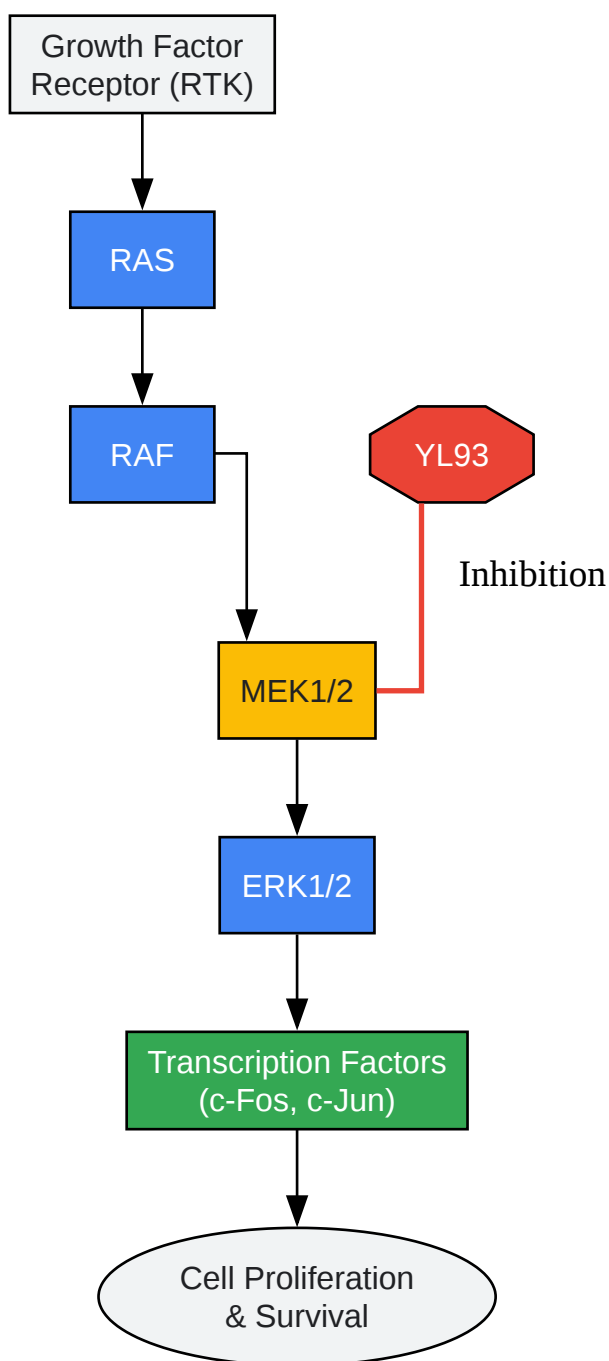 Growth Factor
Receptor (RTK)
RAS
RAF
YL93
Inhibition
MEK1/2
ERK1/2
Transcription Factors
(c-Fos, c-Jun)
Cell Proliferation
& Survival